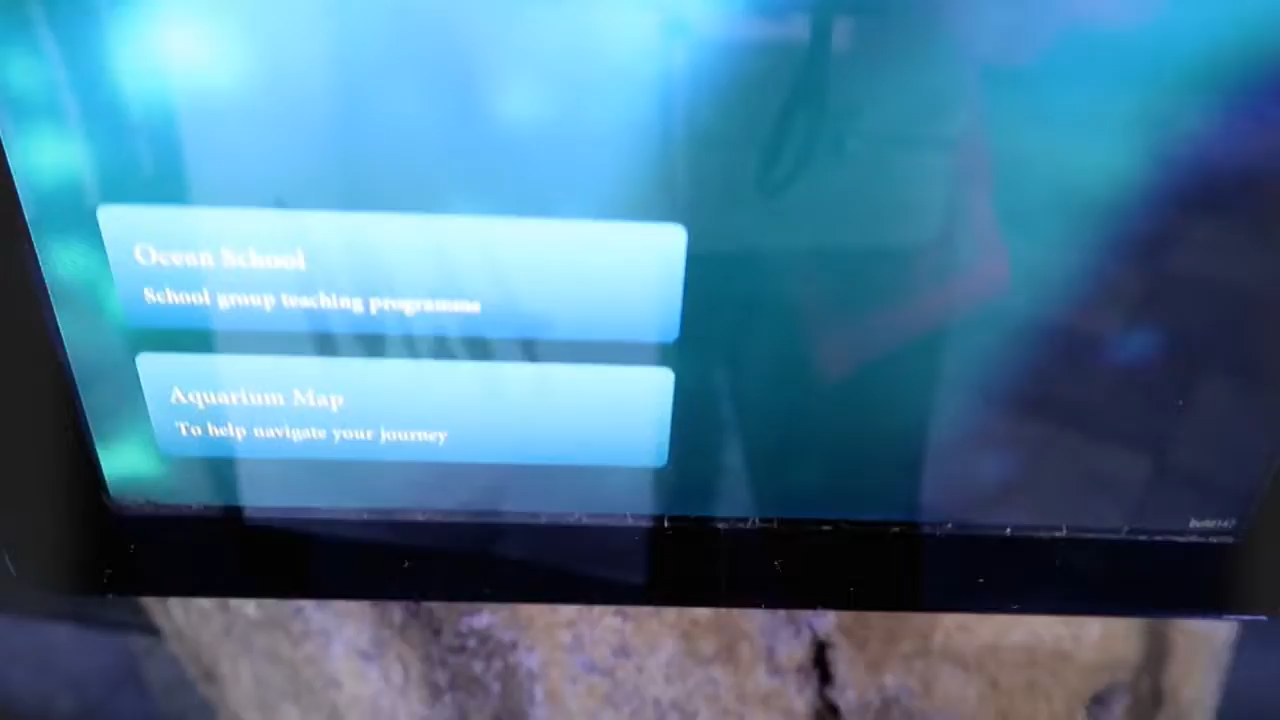 Ocean School
School group teaching programme
Aquarium Map
To help navigate your journey